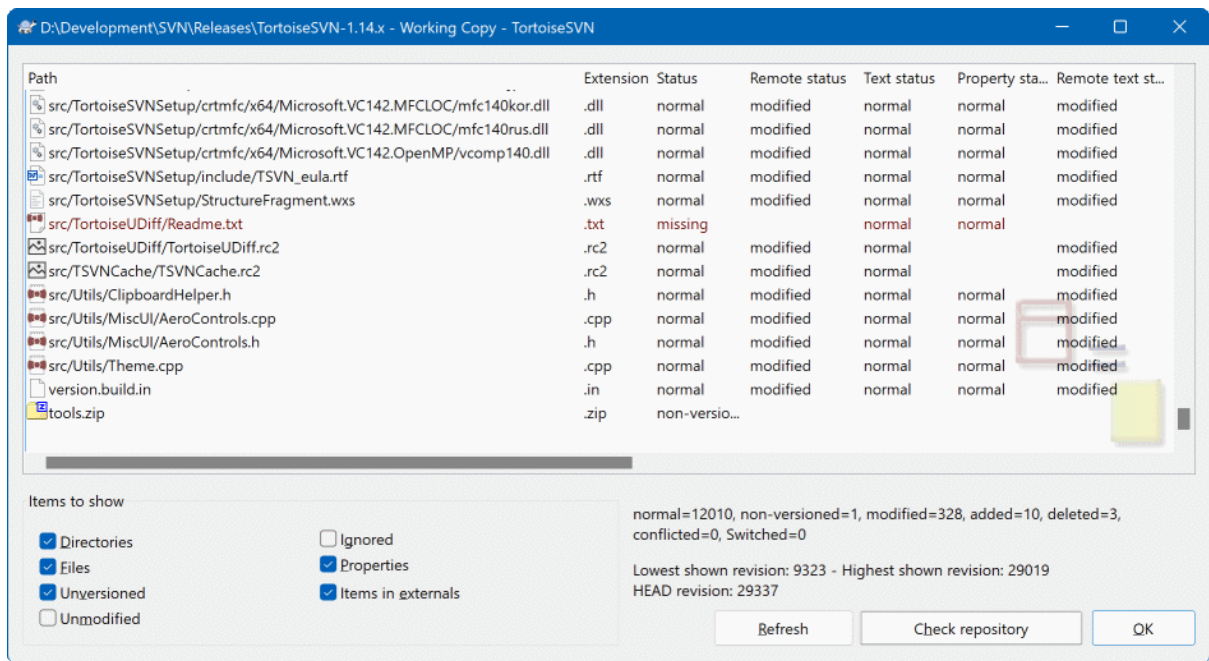 D:\Development\SVN\Releases\TortoiseSVN-1.14.x - Working Copy - TortoiseSVN
Path Extension Status Remote status Text status Property sta... Remote text st...
src/TortoiseSVNSetup/crtmfc/x64/Microsoft.VC142.MFCLOC/mfc140kor.dll .dll normal modified normal normal modified
src/TortoiseSVNSetup/crtmfc/x64/Microsoft.VC142.MFCLOC/mfc140rus.dll .dll normal modified normal normal modified
src/TortoiseSVNSetup/crtmfc/x64/Microsoft.VC142.OpenMP/vcomp140.dll .dll normal modified normal normal modified
src/TortoiseSVNSetup/include/TSVN_eula.rtf .rtf normal modified normal normal modified
src/TortoiseSVNSetup/StructureFragment.wxs .wxs normal modified normal normal modified
src/TortoiseUDiff/Readme.txt .txt missing normal normal
src/TortoiseUDiff/TortoiseUDiff.rc2 .rc2 normal modified normal modified
src/TSVNCache/TSVNCache.rc2 .rc2 normal modified normal modified
src/Utils/ClipboardHelper.h .h normal modified normal normal modified
src/Utils/MiscUI/AeroControls.cpp .cpp normal modified normal normal modified
src/Utils/MiscUI/AeroControls.h .h normal modified normal normal modified
src/Utils/Theme.cpp .cpp normal modified normal normal modified
version.build.in .in normal modified normal normal modified
tools.zip .zip non-versio...
Items to show
Directories
Files
Unversioned
Unmodified
Ignored
Properties
Items in externals
normal=12010, non-versioned=1, modified=328, added=10, deleted=3,
conflicted=0, Switched=0
Lowest shown revision: 9323 - Highest shown revision: 29019
HEAD revision: 29337
Refresh Check repository OK